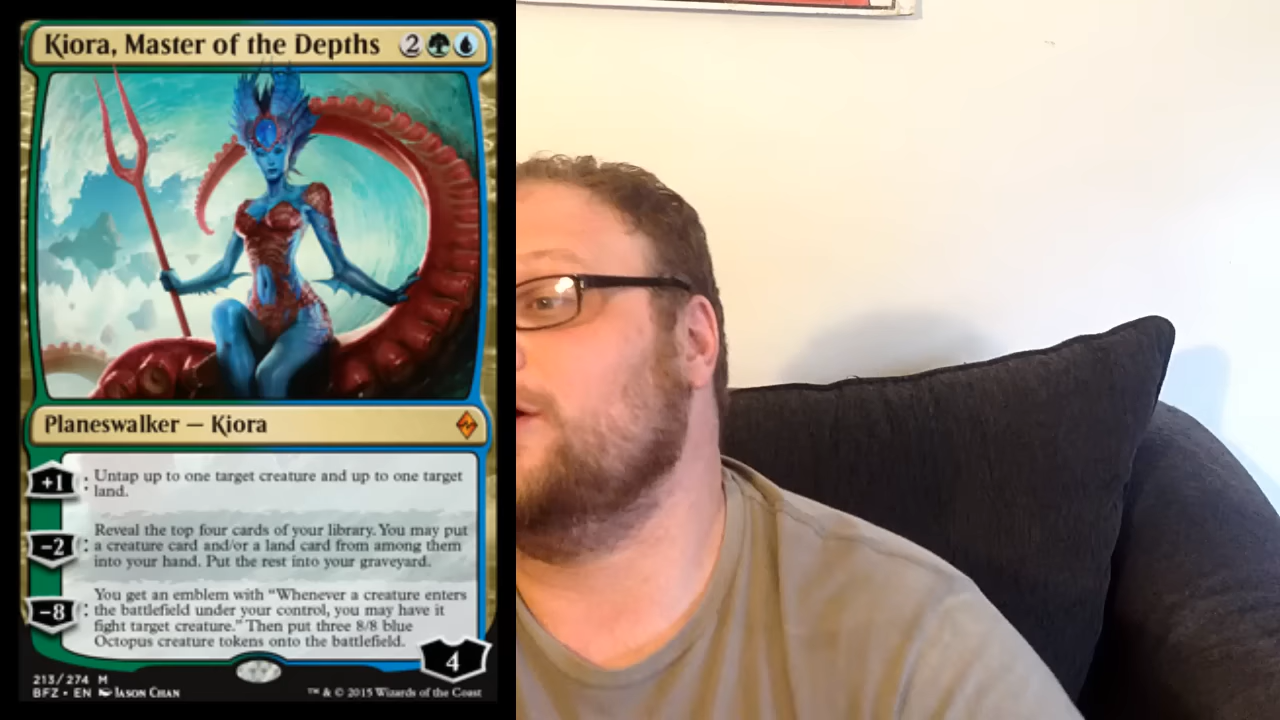 Kiora, Master of the Depths 2
Planeswalker — Kiora
+1 : Untap up to one target creature and up to one target
land.
-2 : Reveal the top four cards of your library. You may put
a creature card and/or a land card from among them
into your hand. Put the rest into your graveyard.
-8 : You get an emblem with “Whenever a creature enters
the battlefield under your control, you may have it
fight target creature.” Then put three 8/8 blue
Octopus creature tokens onto the battlefield.
4
213/274 M
BFZ • EN Jason Chan ™ & © 2015 Wizards of the Coast